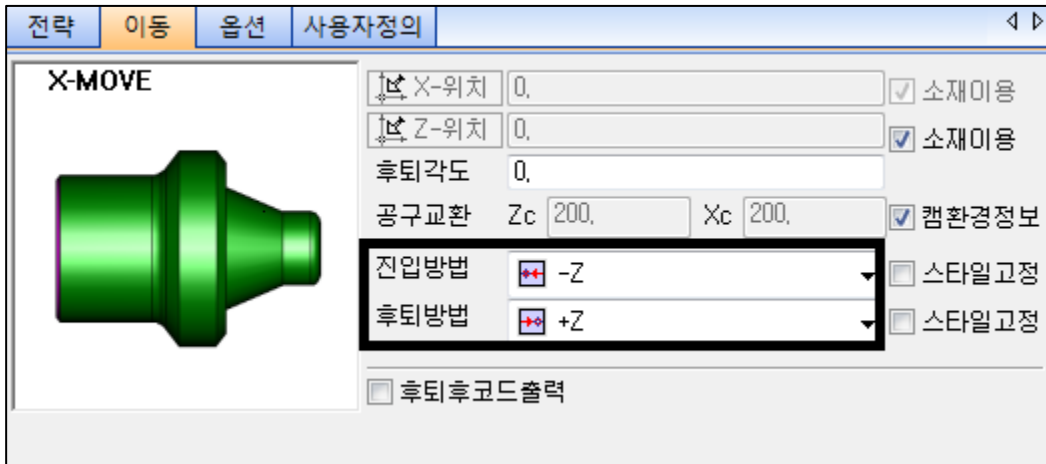 전략 이동 옵션 사용자정의
X-MOVE
X-위치 0, 소재이용
Z-위치 0, 소재이용
후퇴각도 0,
공구교환 Zc 200, Xc 200, 캠환경정보
진입방법 -Z 스타일고정
후퇴방법 +Z 스타일고정
후퇴후코드출력